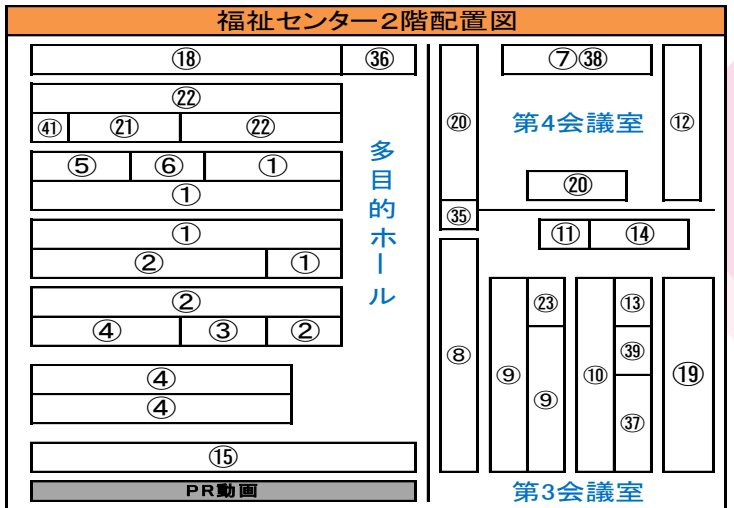 福祉センター2階配置図
⑱ ㊱
㉒
㊶ ㉑ ㉒
⑤ ⑥ ①
①
①
② ①
②
④ ③ ②
④
④
⑮
PR動画
多目的ホール
⑳ ⑦㊳ ⑫
第4会議室
⑳
㉟
⑪ ⑭
⑧ ⑨ ㉓ ⑩ ⑬ ⑲
⑨ ㊴
㊲
第3会議室